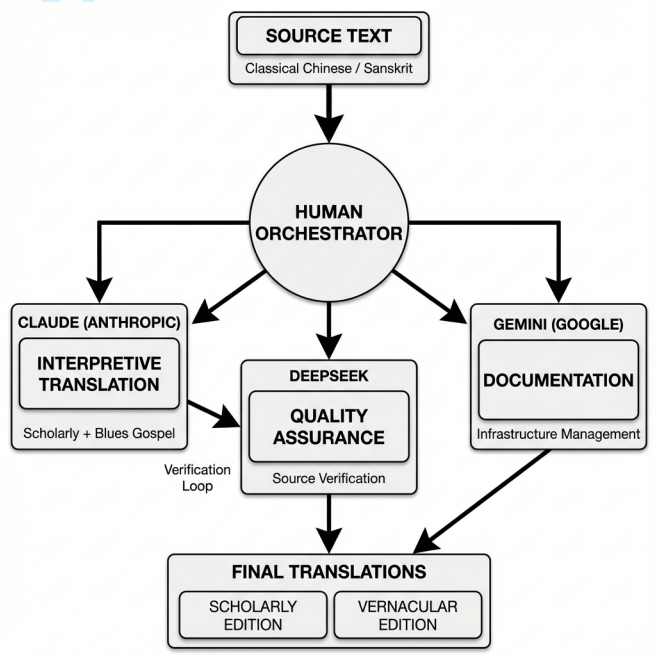 SOURCE TEXT
Classical Chinese / Sanskrit
HUMAN
ORCHESTRATOR
CLAUDE (ANTHROPIC)
INTERPRETIVE
TRANSLATION
Scholarly + Blues Gospel
Verification
Loop
DEEPSEEK
QUALITY
ASSURANCE
Source Verification
GEMINI (GOOGLE)
DOCUMENTATION
Infrastructure Management
FINAL TRANSLATIONS
SCHOLARLY
EDITION
VERNACULAR
EDITION